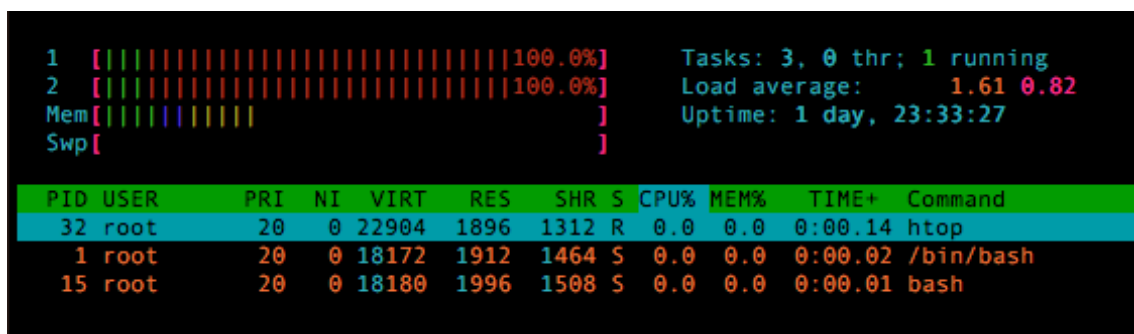 1 [||||||||||||||||||||||||||||||100.0%] Tasks: 3, 0 thr; 1 running
2 [||||||||||||||||||||||||||||||100.0%] Load average: 1.61 0.82
Mem[|||||||||||| ] Uptime: 1 day, 23:33:27
Swp[ ]
PID USER PRI NI VIRT RES SHR S CPU% MEM% TIME+ Command
32 root 20 0 22904 1896 1312 R 0.0 0.0 0:00.14 htop
1 root 20 0 18172 1912 1464 S 0.0 0.0 0:00.02 /bin/bash
15 root 20 0 18180 1996 1508 S 0.0 0.0 0:00.01 bash